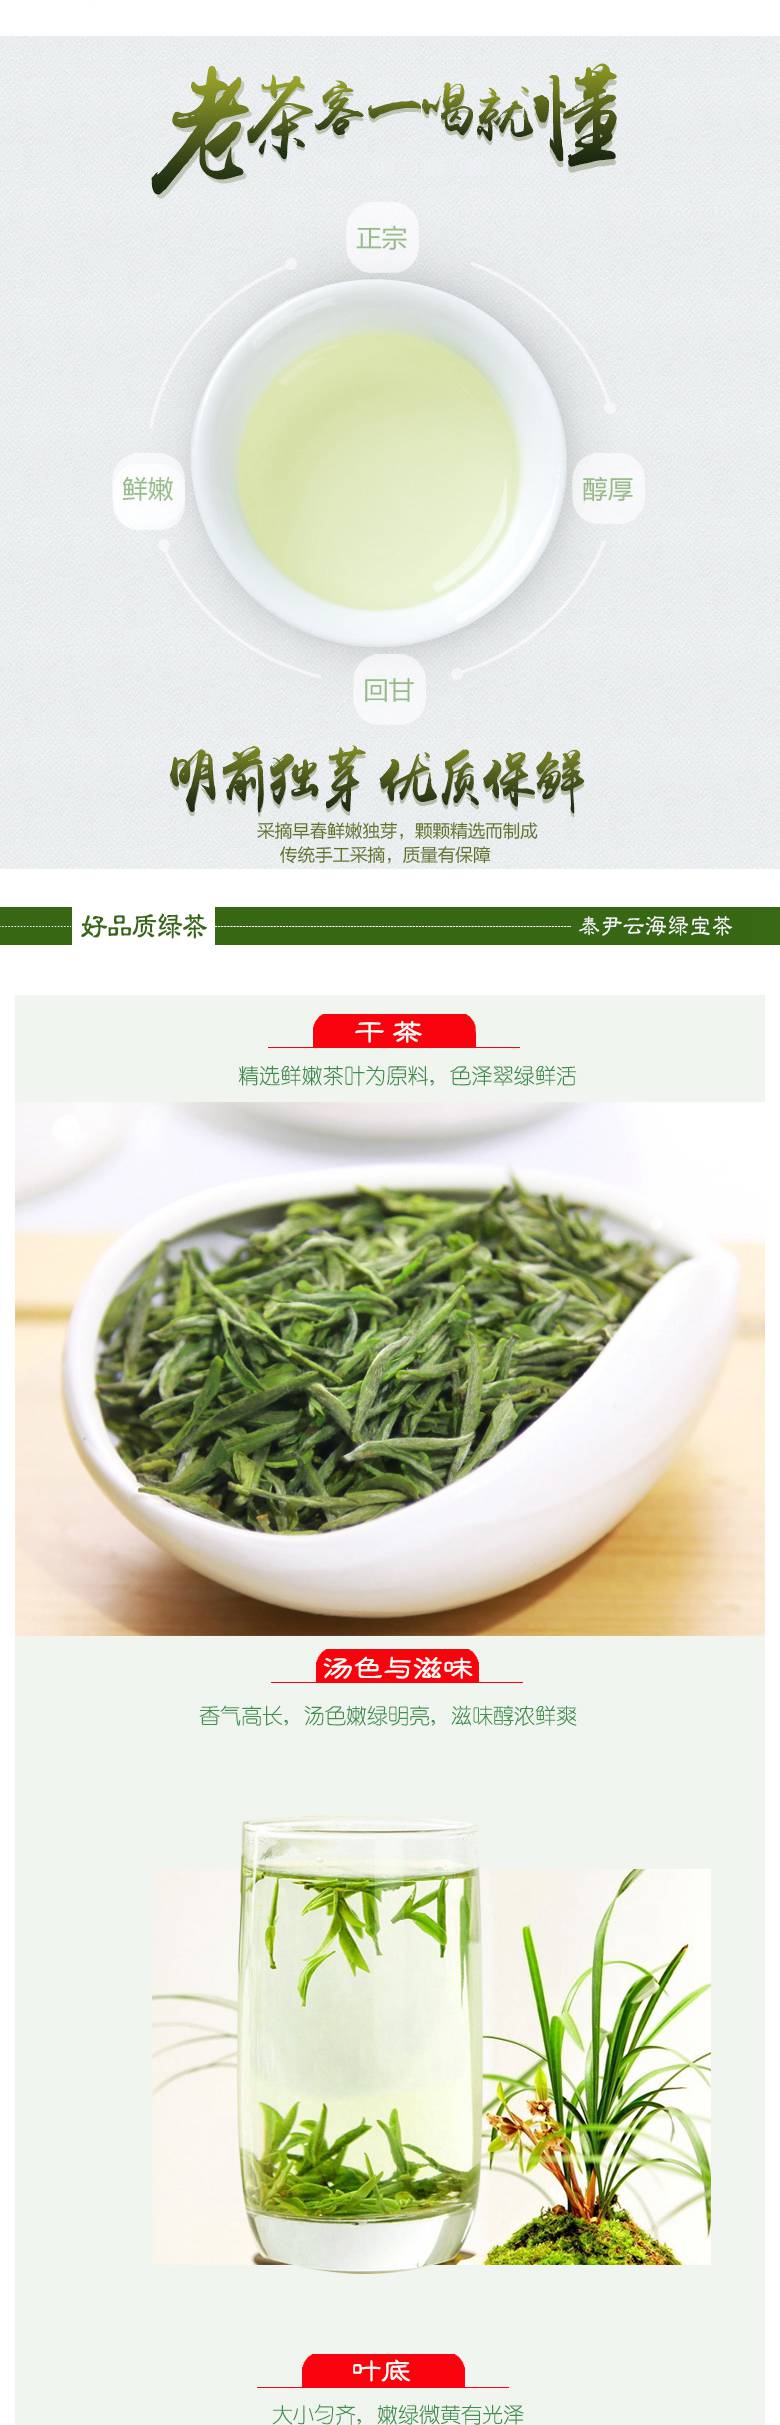 老茶客一喝就懂
正宗
鲜嫩
醇厚
回甘
明前独芽 优质保鲜
采摘早春鲜嫩独芽，颗颗精选而制成
传统手工采摘，质量有保障
好品质绿茶
泰尹云海绿宝茶
干茶
精选鲜嫩茶叶为原料，色泽翠绿鲜活
汤色与滋味
香气高长，汤色嫩绿明亮，滋味醇浓鲜爽
叶底
大小匀齐，嫩绿微黄有光泽